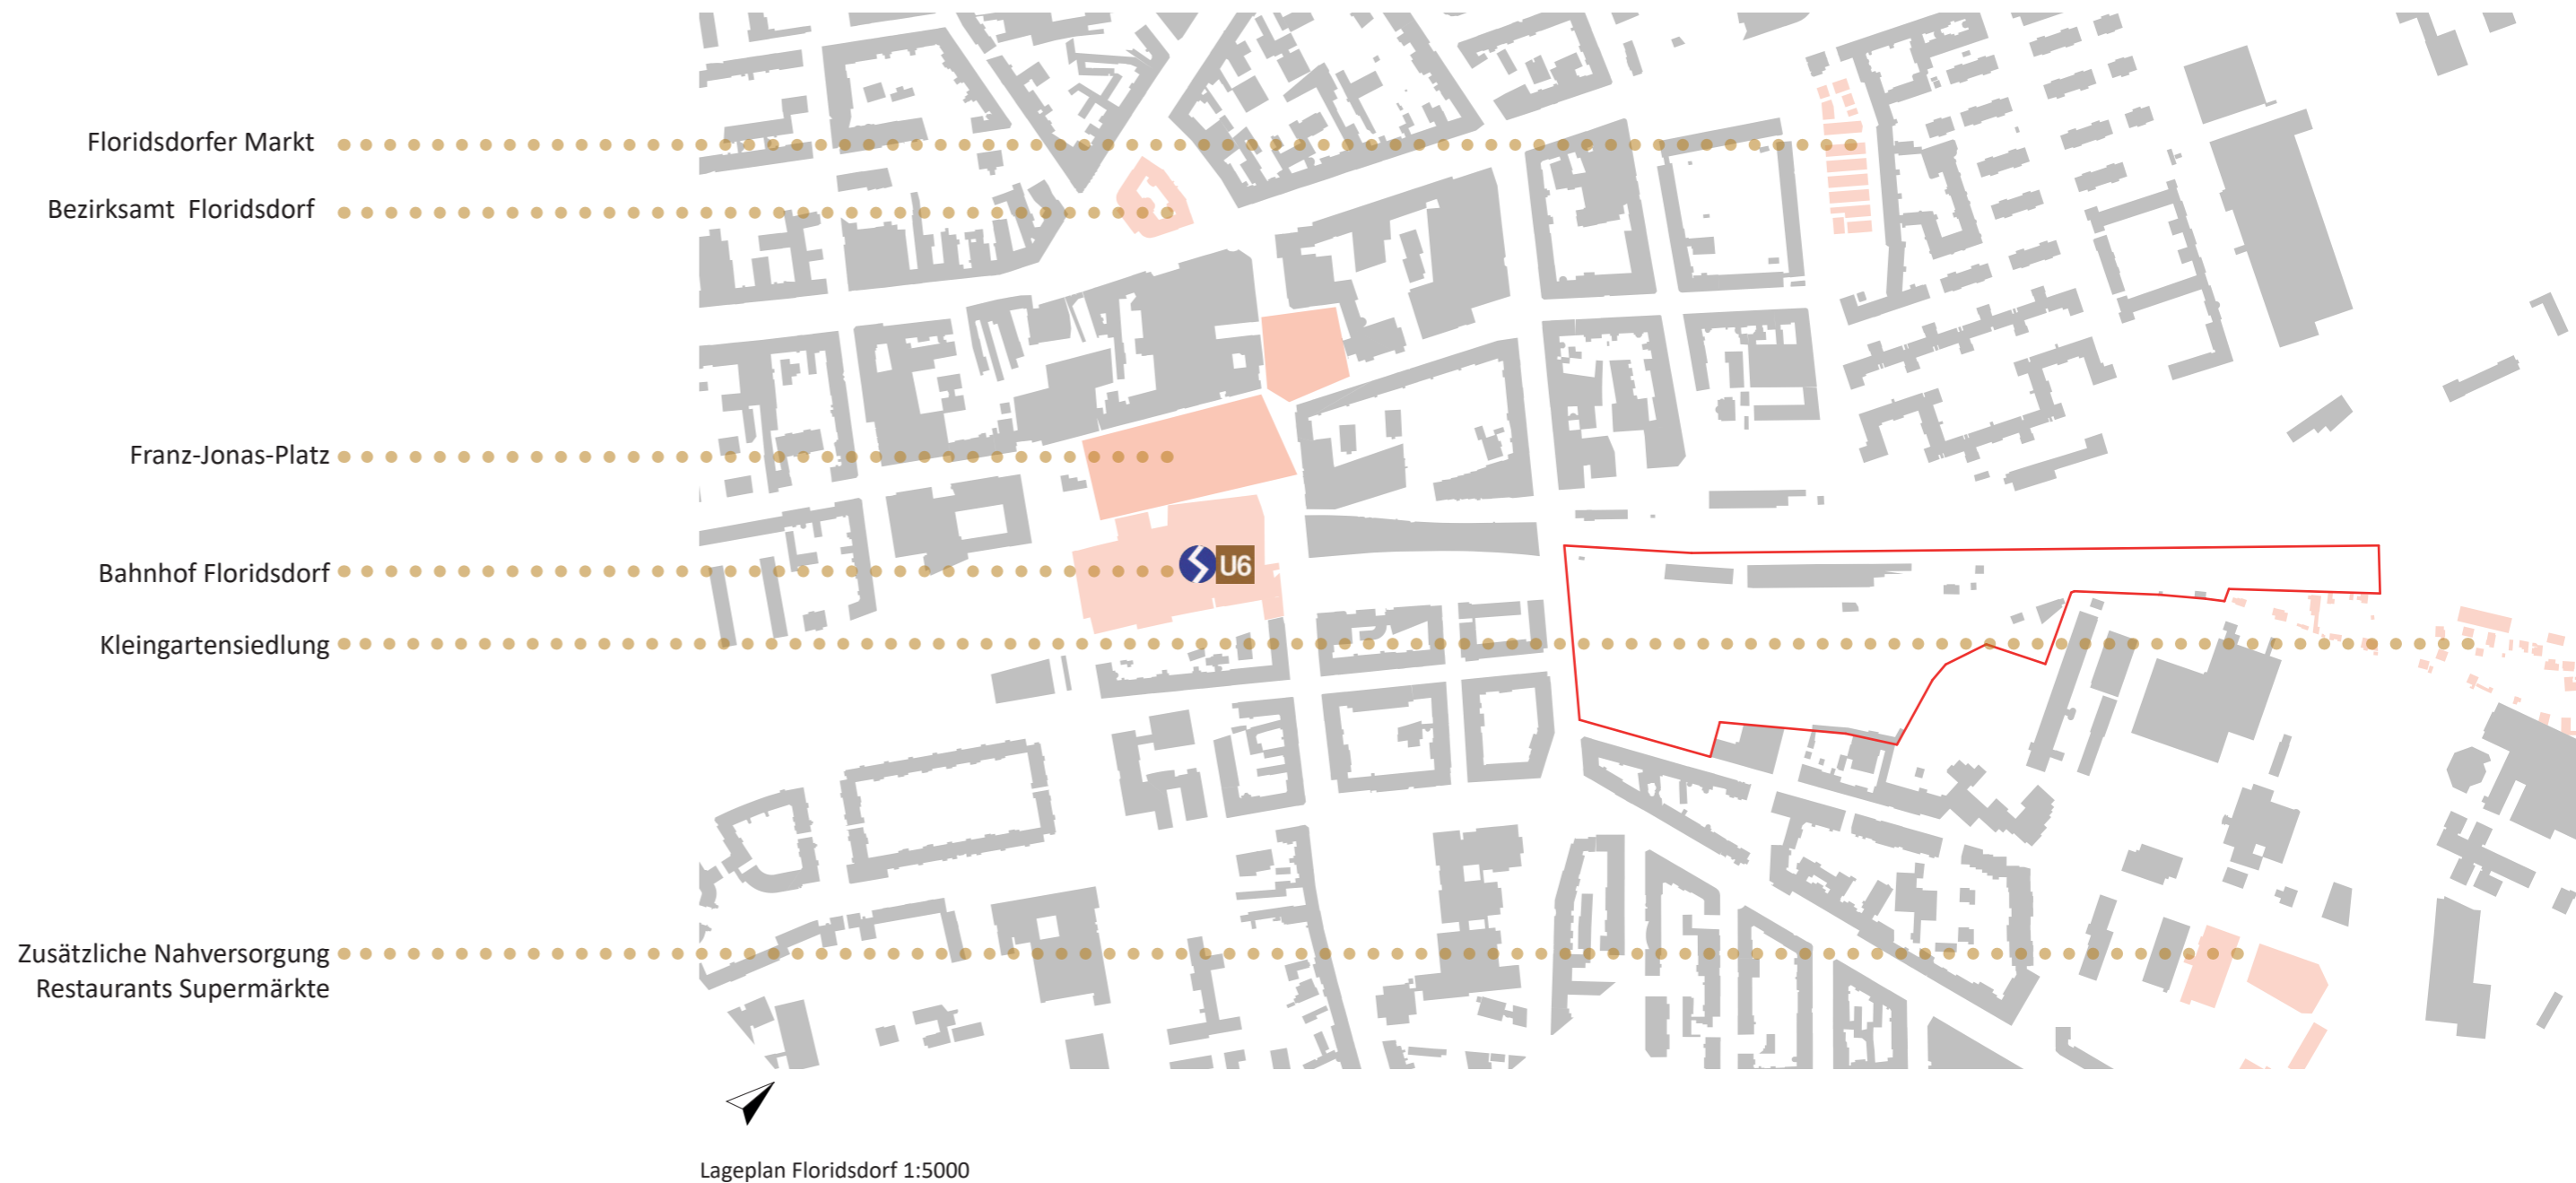 Floridsdorfer Markt
Bezirksamt Floridsdorf
Franz-Jonas-Platz
Bahnhof Floridsdorf
U6
Kleingartensiedlung
Zusätzliche Nahversorgung
Restaurants Supermärkte
Lageplan Floridsdorf 1:5000